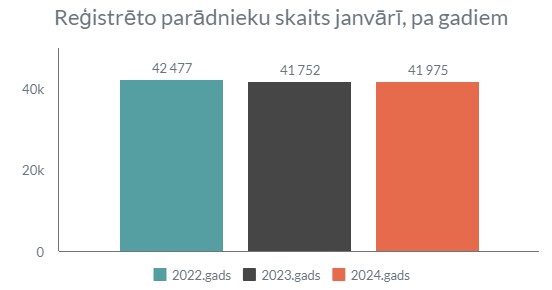 Reģistrēto parādnieku skaits janvārī, pa gadiem
42 477
41 752
41 975
40k
20k
0
2022.gads 2023.gads 2024.gads